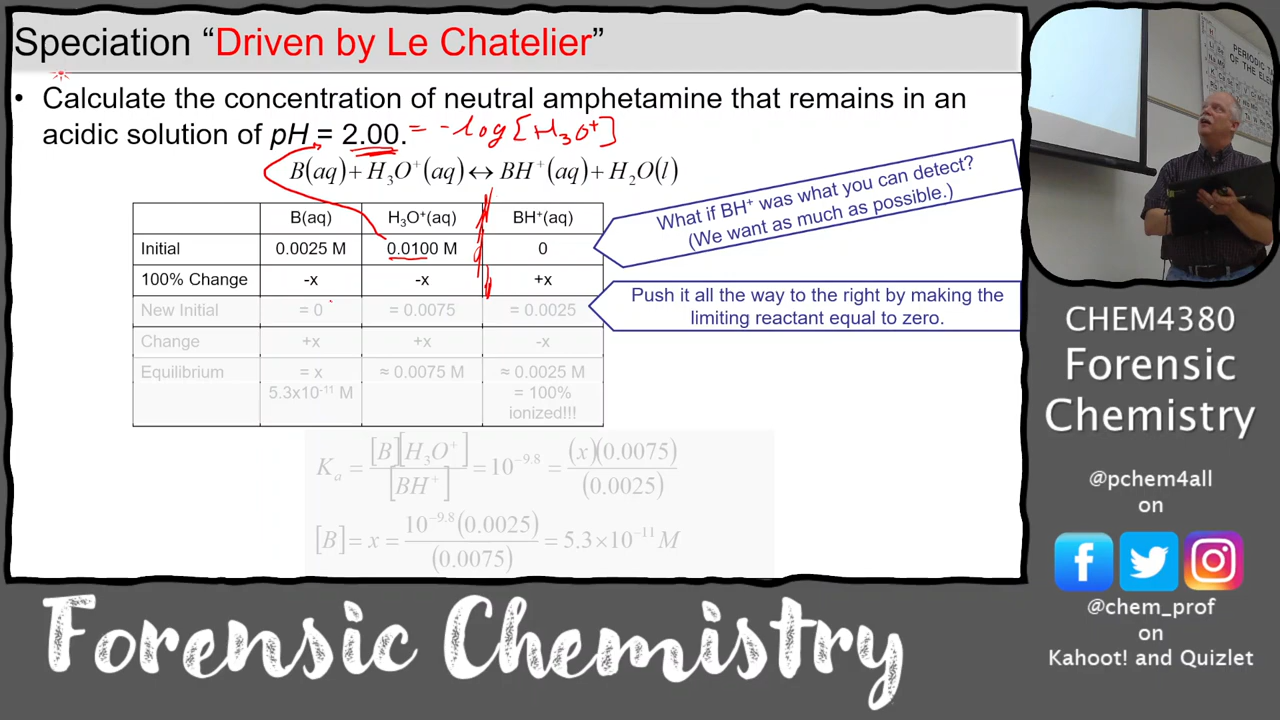 Speciation “Driven by Le Chatelier”
• Calculate the concentration of neutral amphetamine that remains in an
acidic solution of pH = 2.00. = -log[H₃O⁺]
B(aq)+H₃O⁺(aq)↔BH⁺(aq)+H₂O(l)
B(aq) H₃O⁺(aq) BH⁺(aq)
Initial 0.0025 M 0.0100 M 0
100% Change -x -x +x
New Initial = 0 = 0.0075 = 0.0025
Change +x +x -x
Equilibrium = x ≈ 0.0075 M ≈ 0.0025 M
5.3x10⁻¹¹ M = 100%
ionized!!!
What if BH⁺ was what you can detect?
(We want as much as possible.)
Push it all the way to the right by making the
limiting reactant equal to zero.
Kₐ = [B][H₃O⁺] / [BH⁺] = 10⁻⁹·⁸ = (x)(0.0075) / (0.0025)
[B] = x = 10⁻⁹·⁸(0.0025) / (0.0075) = 5.3×10⁻¹¹ M
PERIODIC
OF THE ELE
CHEM4380
Forensic
Chemistry
@pchem4all
on
@chem_prof
on
Kahoot! and Quizlet
Forensic Chemistry